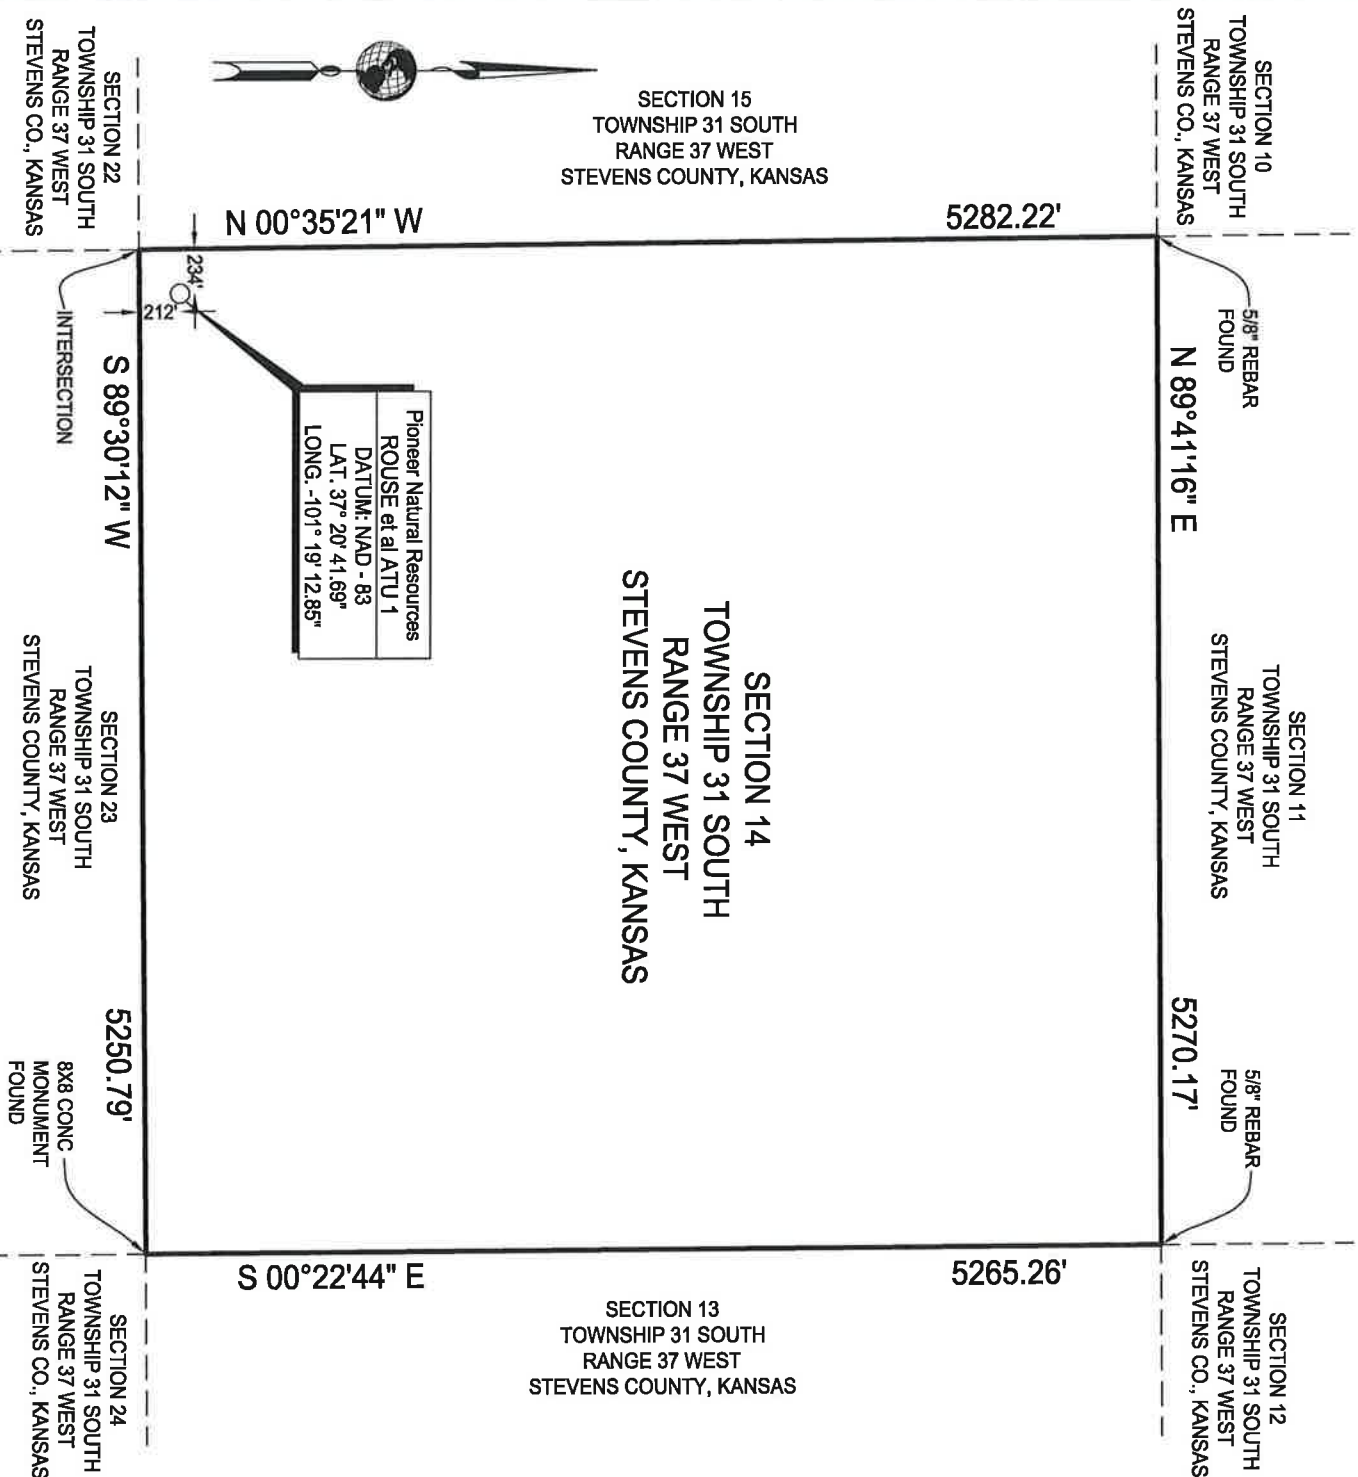 SECTION 10
TOWNSHIP 31 SOUTH
RANGE 37 WEST
STEVENS CO., KANSAS
SECTION 11
TOWNSHIP 31 SOUTH
RANGE 37 WEST
STEVENS COUNTY, KANSAS
SECTION 12
TOWNSHIP 31 SOUTH
RANGE 37 WEST
STEVENS CO., KANSAS
5/8" REBAR
FOUND
5/8" REBAR
FOUND
N 89°41'16" E
5270.17'
SECTION 15
TOWNSHIP 31 SOUTH
RANGE 37 WEST
STEVENS COUNTY, KANSAS
N 00°35'21" W
5282.22'
SECTION 14
TOWNSHIP 31 SOUTH
RANGE 37 WEST
STEVENS COUNTY, KANSAS
5265.26'
S 00°22'44" E
SECTION 13
TOWNSHIP 31 SOUTH
RANGE 37 WEST
STEVENS COUNTY, KANSAS
Pioneer Natural Resources
ROUSE et al ATU 1
DATUM: NAD - 83
LAT. 37° 20' 41.69"
LONG. -101° 19' 12.85"
234'
212'
S 89°30'12" W
5250.79'
INTERSECTION
8X8 CONC
MONUMENT
FOUND
SECTION 22
TOWNSHIP 31 SOUTH
RANGE 37 WEST
STEVENS CO., KANSAS
SECTION 23
TOWNSHIP 31 SOUTH
RANGE 37 WEST
STEVENS COUNTY, KANSAS
SECTION 24
TOWNSHIP 31 SOUTH
RANGE 37 WEST
STEVENS CO., KANSAS